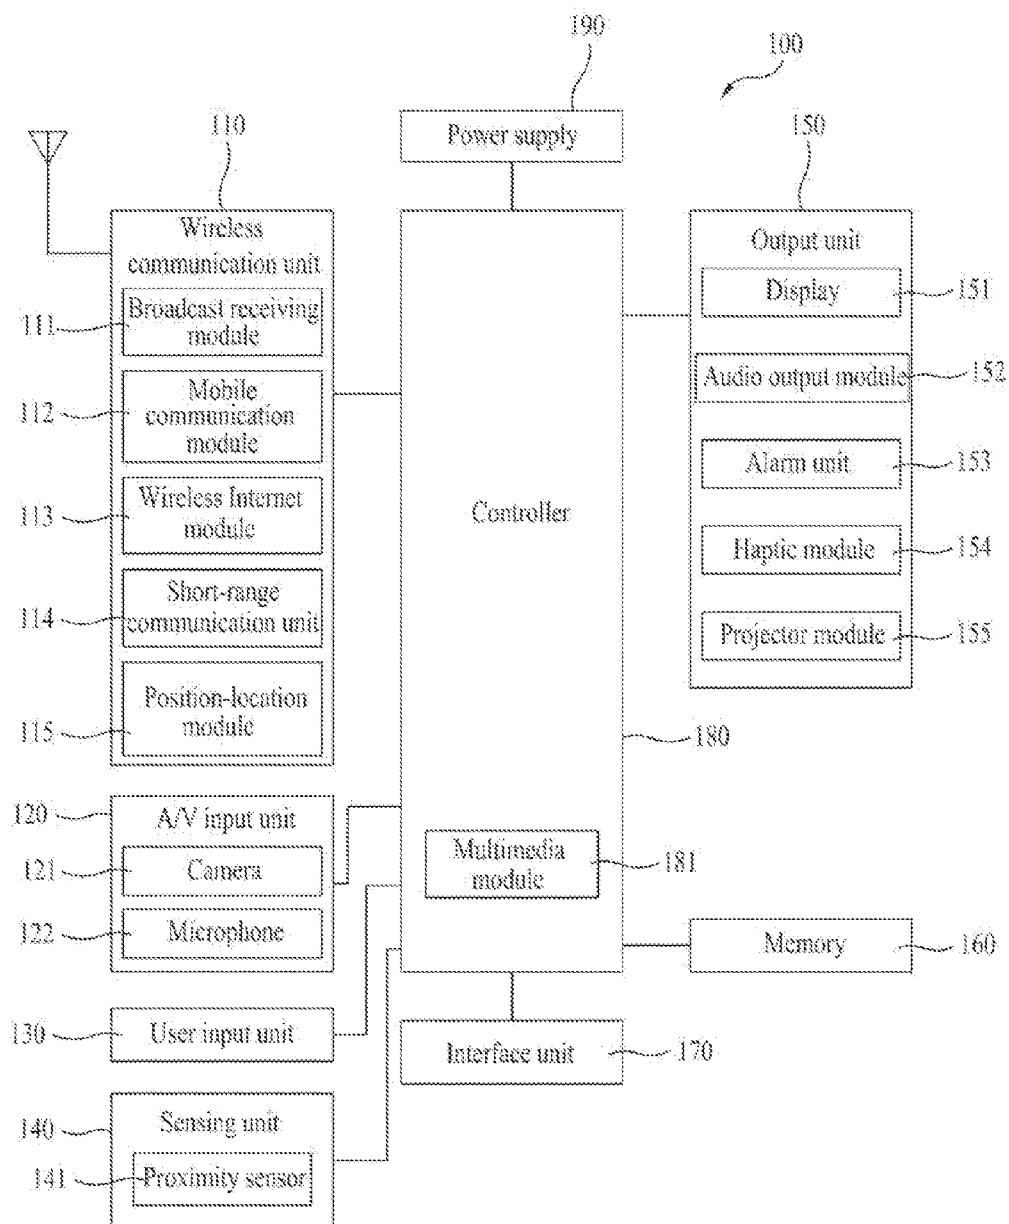 190
100
Power supply
110
150
Wireless
communication unit
Output unit
111
Broadcast receiving
module
Display
151
112
Mobile
communication
module
Audio output module
152
113
Wireless Internet
module
Alarm unit
153
Controller
114
Short-range
communication unit
Haptic module
154
115
Position-location
module
Projector module
155
180
120
A/V input unit
121
Camera
122
Microphone
Multimedia
module
181
Memory
160
130
User input unit
Interface unit
170
140
Sensing unit
141
Proximity sensor